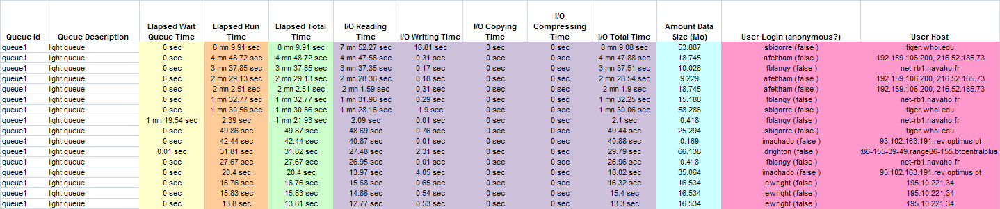 Queue Id Queue Description Elapsed Wait Queue Time Elapsed Run Time Elapsed Total Time I/O Reading Time I/O Writing Time I/O Copying Time I/O Compressing Time I/O Total Time Amount Data Size (Mo) User Login (anonymous?) User Host
queue1 light queue 0 sec 8 mn 9.91 sec 8 mn 9.91 sec 7 mn 52.27 sec 16.81 sec 0 sec 0 sec 8 mn 9.08 sec 53.887 sbigorre (false ) tiger.whoi.edu
queue1 light queue 0 sec 4 mn 48.72 sec 4 mn 48.72 sec 4 mn 47.56 sec 0.31 sec 0 sec 0 sec 4 mn 47.88 sec 18.745 afeltham (false ) 192.159.106.200, 216.52.185.73
queue1 light queue 0 sec 3 mn 37.85 sec 3 mn 37.85 sec 3 mn 37.35 sec 0.17 sec 0 sec 0 sec 3 mn 37.51 sec 10.026 fblangy (false ) net-rb1.navaho.fr
queue1 light queue 0 sec 2 mn 29.13 sec 2 mn 29.13 sec 2 mn 28.36 sec 0.18 sec 0 sec 0 sec 2 mn 28.54 sec 9.229 afeltham (false ) 192.159.106.200, 216.52.185.73
queue1 light queue 0 sec 2 mn 2.51 sec 2 mn 2.51 sec 2 mn 1.59 sec 0.31 sec 0 sec 0 sec 2 mn 1.9 sec 18.745 afeltham (false ) 192.159.106.200, 216.52.185.73
queue1 light queue 0 sec 1 mn 32.77 sec 1 mn 32.77 sec 1 mn 31.96 sec 0.29 sec 0 sec 0 sec 1 mn 32.25 sec 15.188 fblangy (false ) net-rb1.navaho.fr
queue1 light queue 0 sec 1 mn 30.56 sec 1 mn 30.56 sec 1 mn 28.16 sec 1.9 sec 0 sec 0 sec 1 mn 30.06 sec 58.286 sbigorre (false ) tiger.whoi.edu
queue1 light queue 1 mn 19.54 sec 2.39 sec 1 mn 21.93 sec 2.09 sec 0.01 sec 0 sec 0 sec 2.1 sec 0.418 fblangy (false ) net-rb1.navaho.fr
queue1 light queue 0 sec 49.86 sec 49.87 sec 48.69 sec 0.76 sec 0 sec 0 sec 49.44 sec 25.294 sbigorre (false ) tiger.whoi.edu
queue1 light queue 0 sec 42.44 sec 42.44 sec 40.87 sec 0.01 sec 0 sec 0 sec 40.88 sec 0.169 imachado (false ) 93.102.163.191.rev.optimus.pt
queue1 light queue 0.01 sec 31.81 sec 31.82 sec 27.48 sec 2.31 sec 0 sec 0 sec 29.79 sec 66.138 drighton (false ) :86-155-39-49.range86-155.btcentralplus.
queue1 light queue 0 sec 27.67 sec 27.67 sec 26.95 sec 0.01 sec 0 sec 0 sec 26.96 sec 0.418 fblangy (false ) net-rb1.navaho.fr
queue1 light queue 0 sec 20.4 sec 20.4 sec 13.97 sec 4.05 sec 0 sec 0 sec 18.02 sec 35.064 imachado (false ) 93.102.163.191.rev.optimus.pt
queue1 light queue 0 sec 16.76 sec 16.76 sec 15.68 sec 0.65 sec 0 sec 0 sec 16.32 sec 16.534 ewright (false ) 195.10.221.34
queue1 light queue 0 sec 15.83 sec 15.83 sec 14.86 sec 0.54 sec 0 sec 0 sec 15.4 sec 16.534 ewright (false ) 195.10.221.34
queue1 light queue 0 sec 13.8 sec 13.81 sec 12.77 sec 0.53 sec 0 sec 0 sec 13.3 sec 16.534 ewright (false ) 195.10.221.34